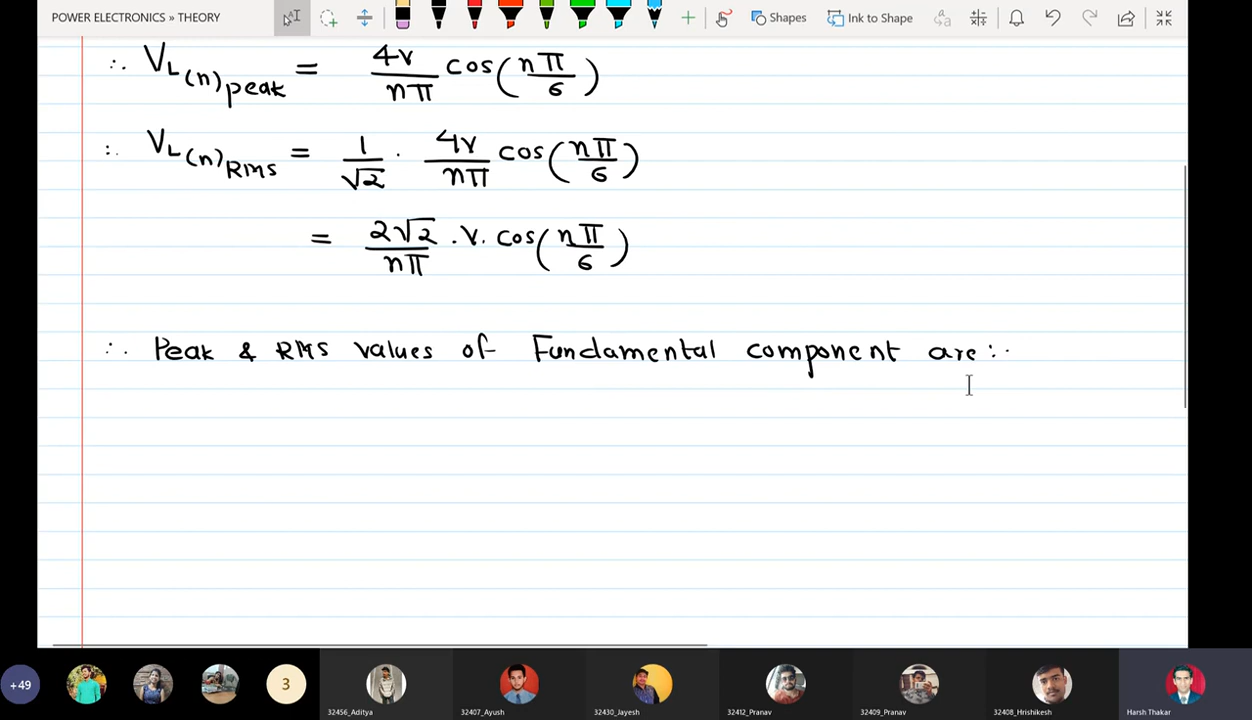 POWER ELECTRONICS » THEORY
Shapes
Ink to Shape
∴ V_L(n)peak = 4V/nπ cos(nπ/6)
∴ V_L(n)RMS = 1/√2 · 4V/nπ cos(nπ/6)
= 2√2/nπ · V · cos(nπ/6)
∴ Peak & RMS values of Fundamental component are :-
+49
3
32456_Aditya
32407_Ayush
32430_Jayesh
32412_Pranav
32409_Pranav
32408_Hrishikesh
Harsh Thakar